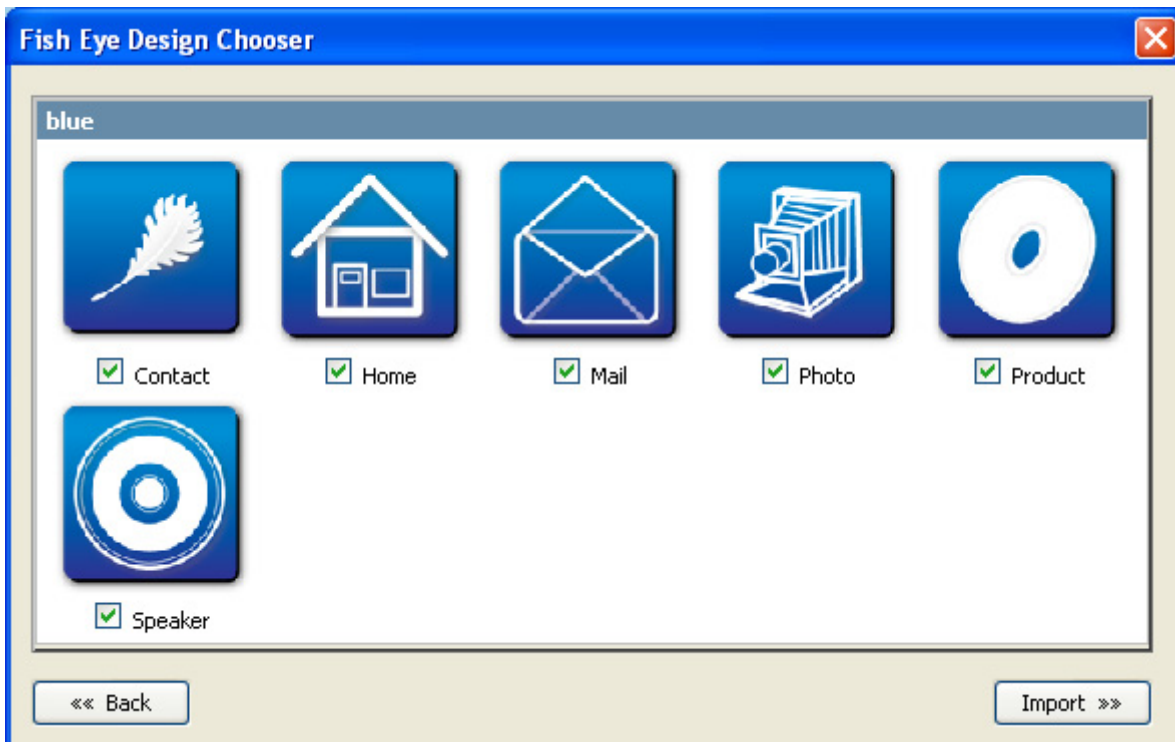 Fish Eye Design Chooser
blue
Contact Home Mail Photo Product
Speaker
«« Back Import »»